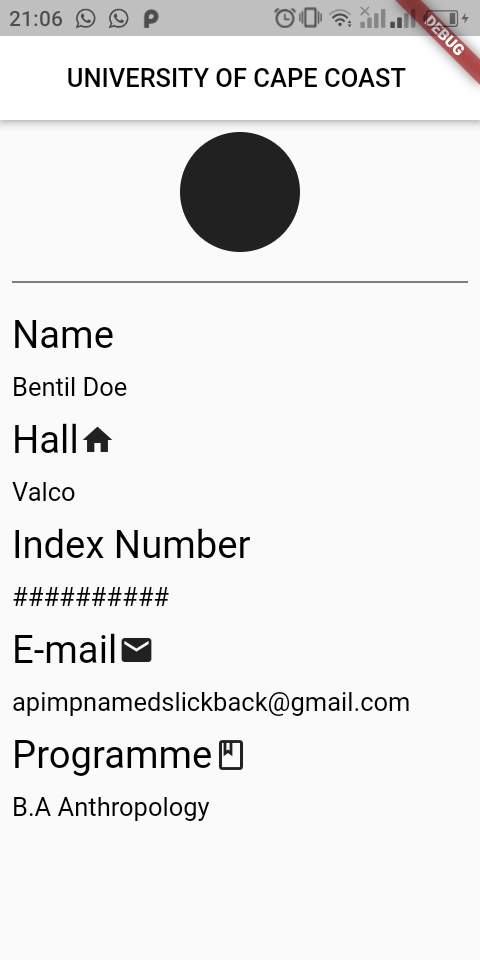 21:06
DEBUG
UNIVERSITY OF CAPE COAST
Name
Bentil Doe
Hall
Valco
Index Number
##########
E-mail
apimpnamedslickback@gmail.com
Programme
B.A Anthropology